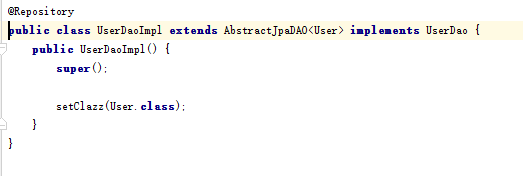 @Repository
public class UserDaoImpl extends AbstractJpaDAO<User> implements UserDao {
    public UserDaoImpl() {
        super();

        setClazz(User.class);
    }
}